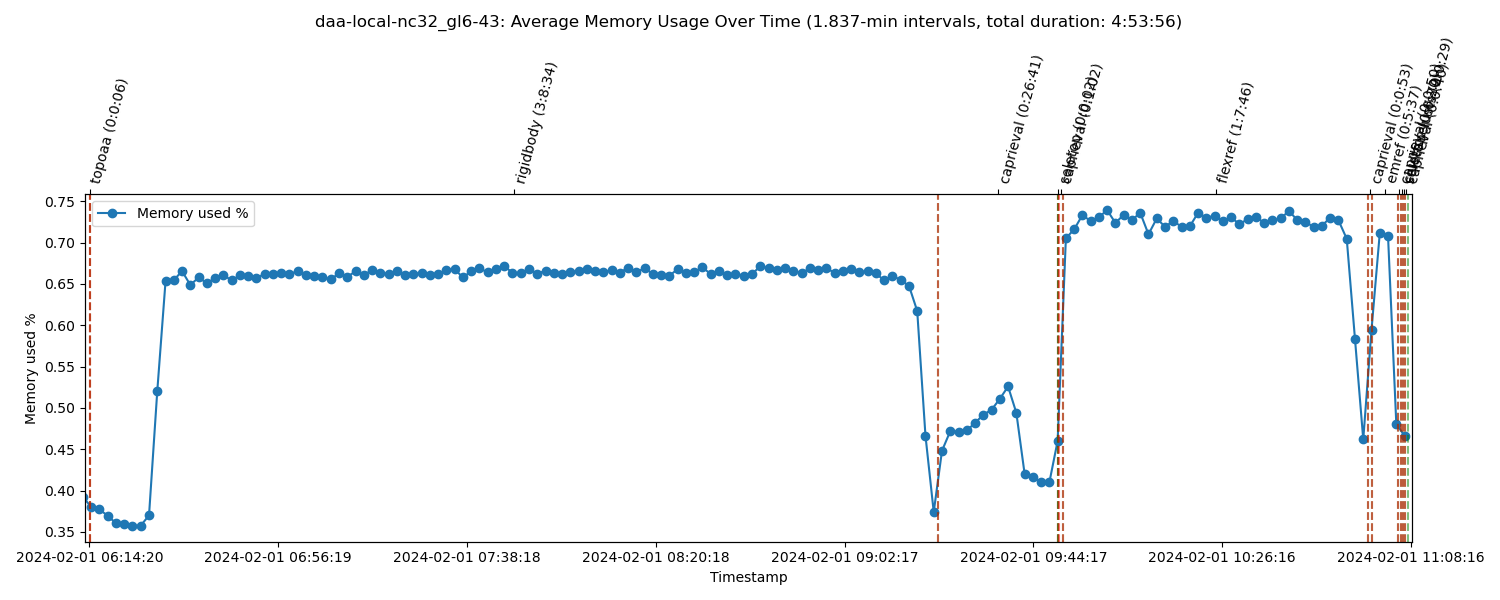 daa-local-nc32_gl6-43: Average Memory Usage Over Time (1.837-min intervals, total duration: 4:53:56)
topoaa (0:0:06)
rigidbody (3:8:34)
caprieval (0:26:41)
caprieval (0:1:02)
flexref (1:7:46)
caprieval (0:0:53)
emref (0:5:37)
Memory used %
0.75
0.70
0.65
0.60
0.55
0.50
0.45
0.40
0.35
Memory used %
2024-02-01 06:14:20
2024-02-01 06:56:19
2024-02-01 07:38:18
2024-02-01 08:20:18
2024-02-01 09:02:17
2024-02-01 09:44:17
2024-02-01 10:26:16
2024-02-01 11:08:16
Timestamp